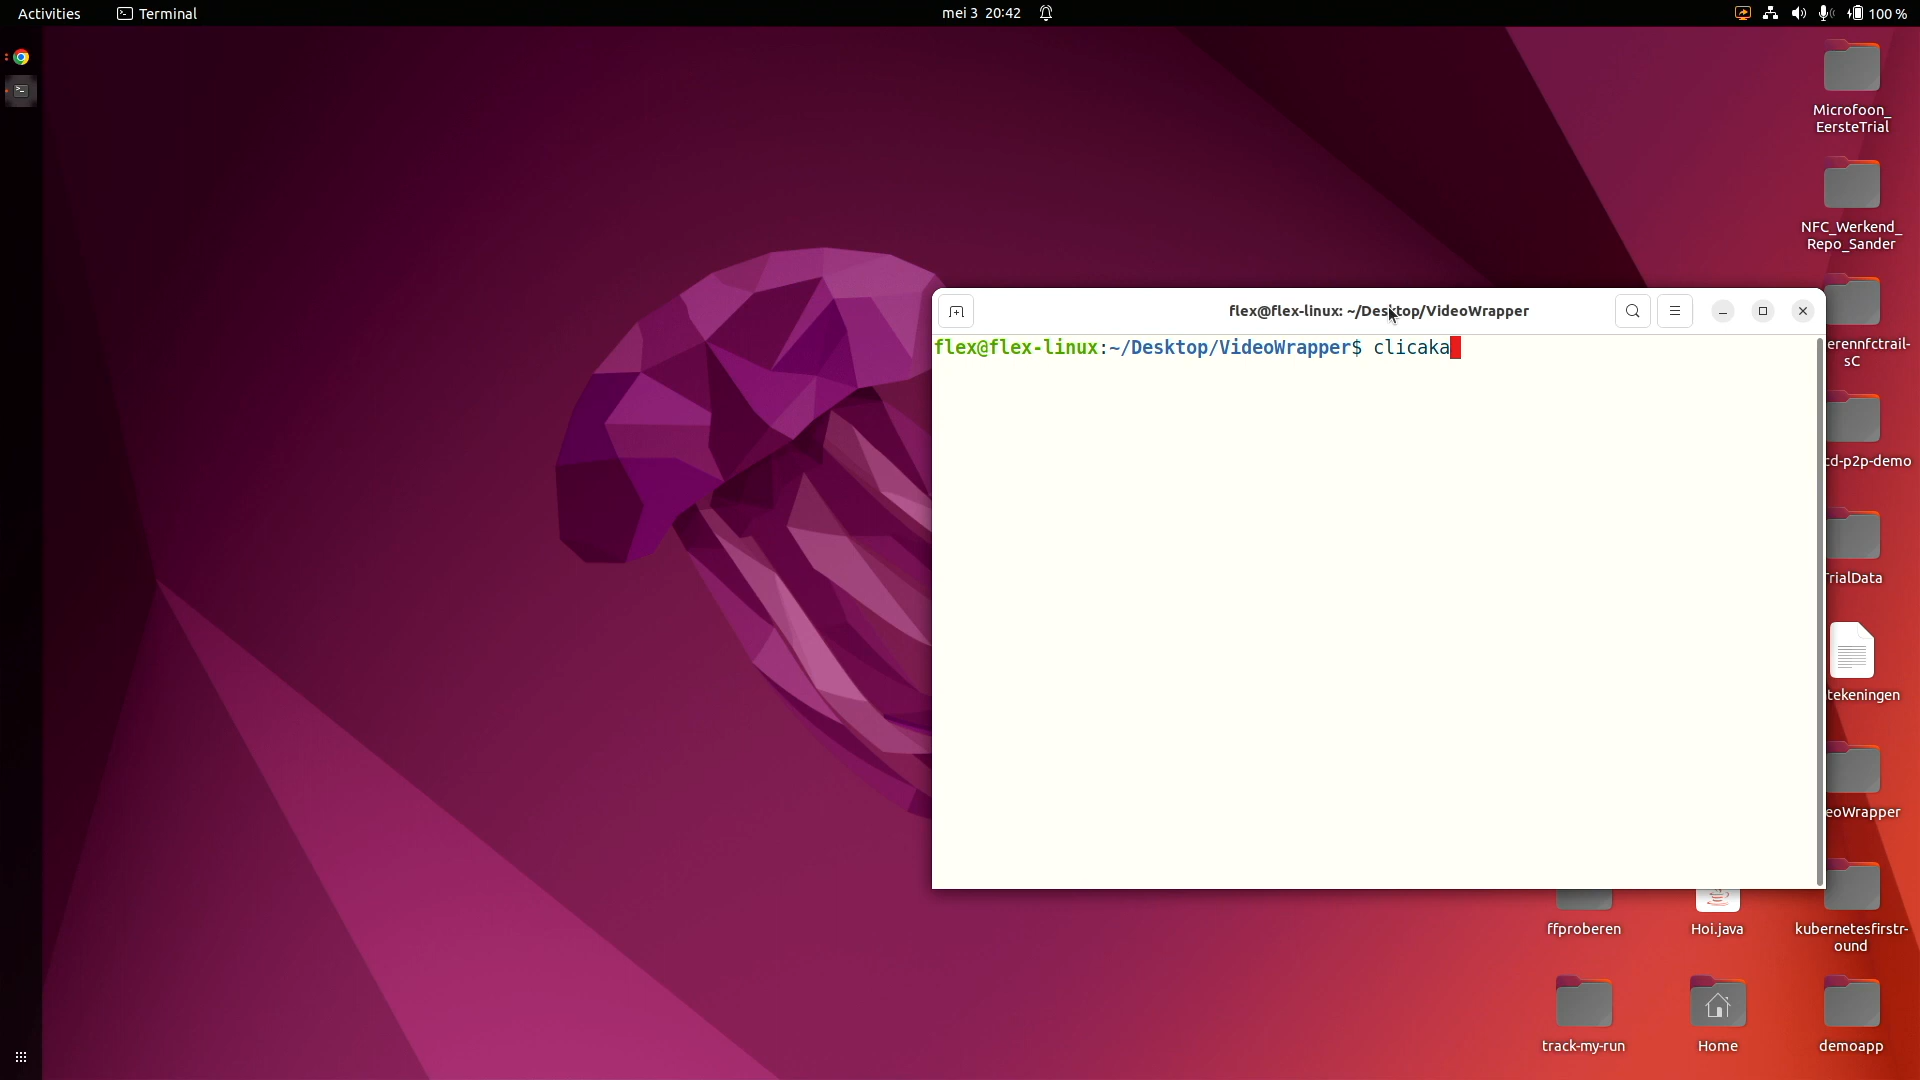 Activities
Terminal
mei 3 20:42
100 %
Microfoon_
EersteTrial
NFC_Werkend_
Repo_Sander
flex@flex-linux: ~/Desktop/VideoWrapper
flex@flex-linux:~/Desktop/VideoWrapper$ clicaka
erennfctrail-
sC
cd-p2p-demo
TrialData
tekeningen
eoWrapper
ffproberen
Hoi.java
kubernetesfirstr-
ound
track-my-run
Home
demoapp